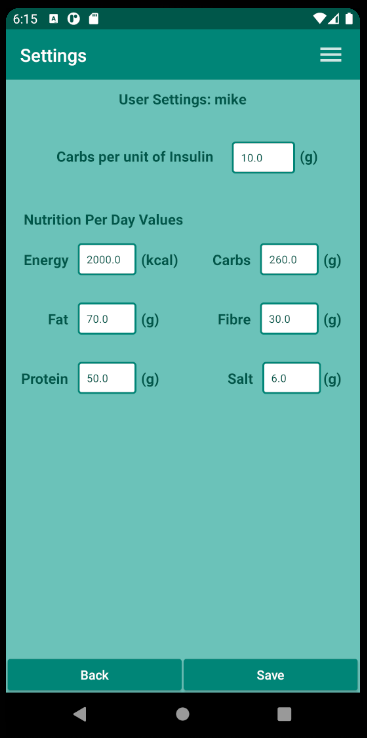 6:15
Settings
User Settings: mike
Carbs per unit of Insulin 10.0 (g)
Nutrition Per Day Values
Energy 2000.0 (kcal) Carbs 260.0 (g)
Fat 70.0 (g) Fibre 30.0 (g)
Protein 50.0 (g) Salt 6.0 (g)
Back Save